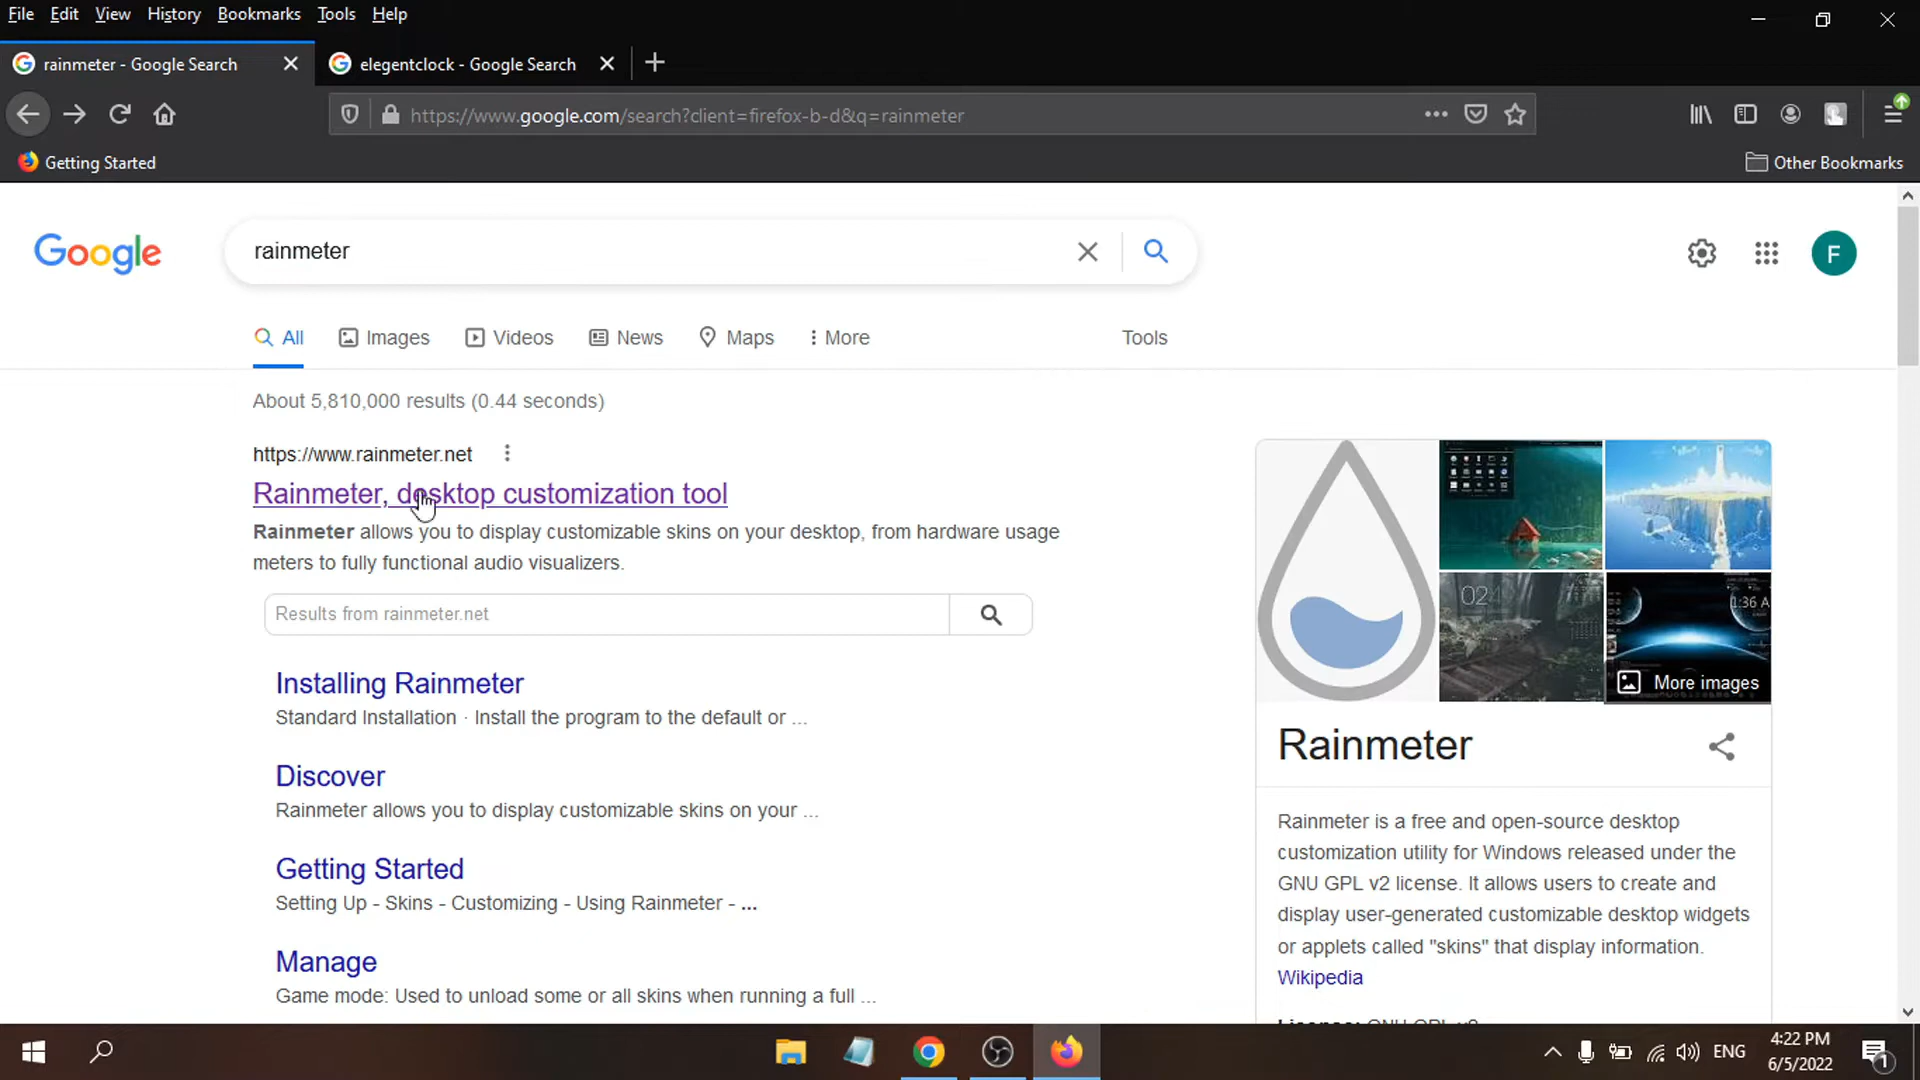 File Edit View History Bookmarks Tools Help
rainmeter - Google Search
elegentclock - Google Search
https://www.google.com/search?client=firefox-b-d&q=rainmeter
Getting Started
Other Bookmarks
Google
rainmeter
F
All Images Videos News Maps More Tools
About 5,810,000 results (0.44 seconds)
https://www.rainmeter.net
Rainmeter, desktop customization tool
Rainmeter allows you to display customizable skins on your desktop, from hardware usage
meters to fully functional audio visualizers.
Results from rainmeter.net
Installing Rainmeter
Standard Installation · Install the program to the default or ...
Discover
Rainmeter allows you to display customizable skins on your ...
Getting Started
Setting Up - Skins - Customizing - Using Rainmeter - ...
Manage
Game mode: Used to unload some or all skins when running a full ...
1:36 A
More images
Rainmeter
Rainmeter is a free and open-source desktop
customization utility for Windows released under the
GNU GPL v2 license. It allows users to create and
display user-generated customizable desktop widgets
or applets called "skins" that display information.
Wikipedia
License: GNU GPL v2
ENG
4:22 PM
6/5/2022
1